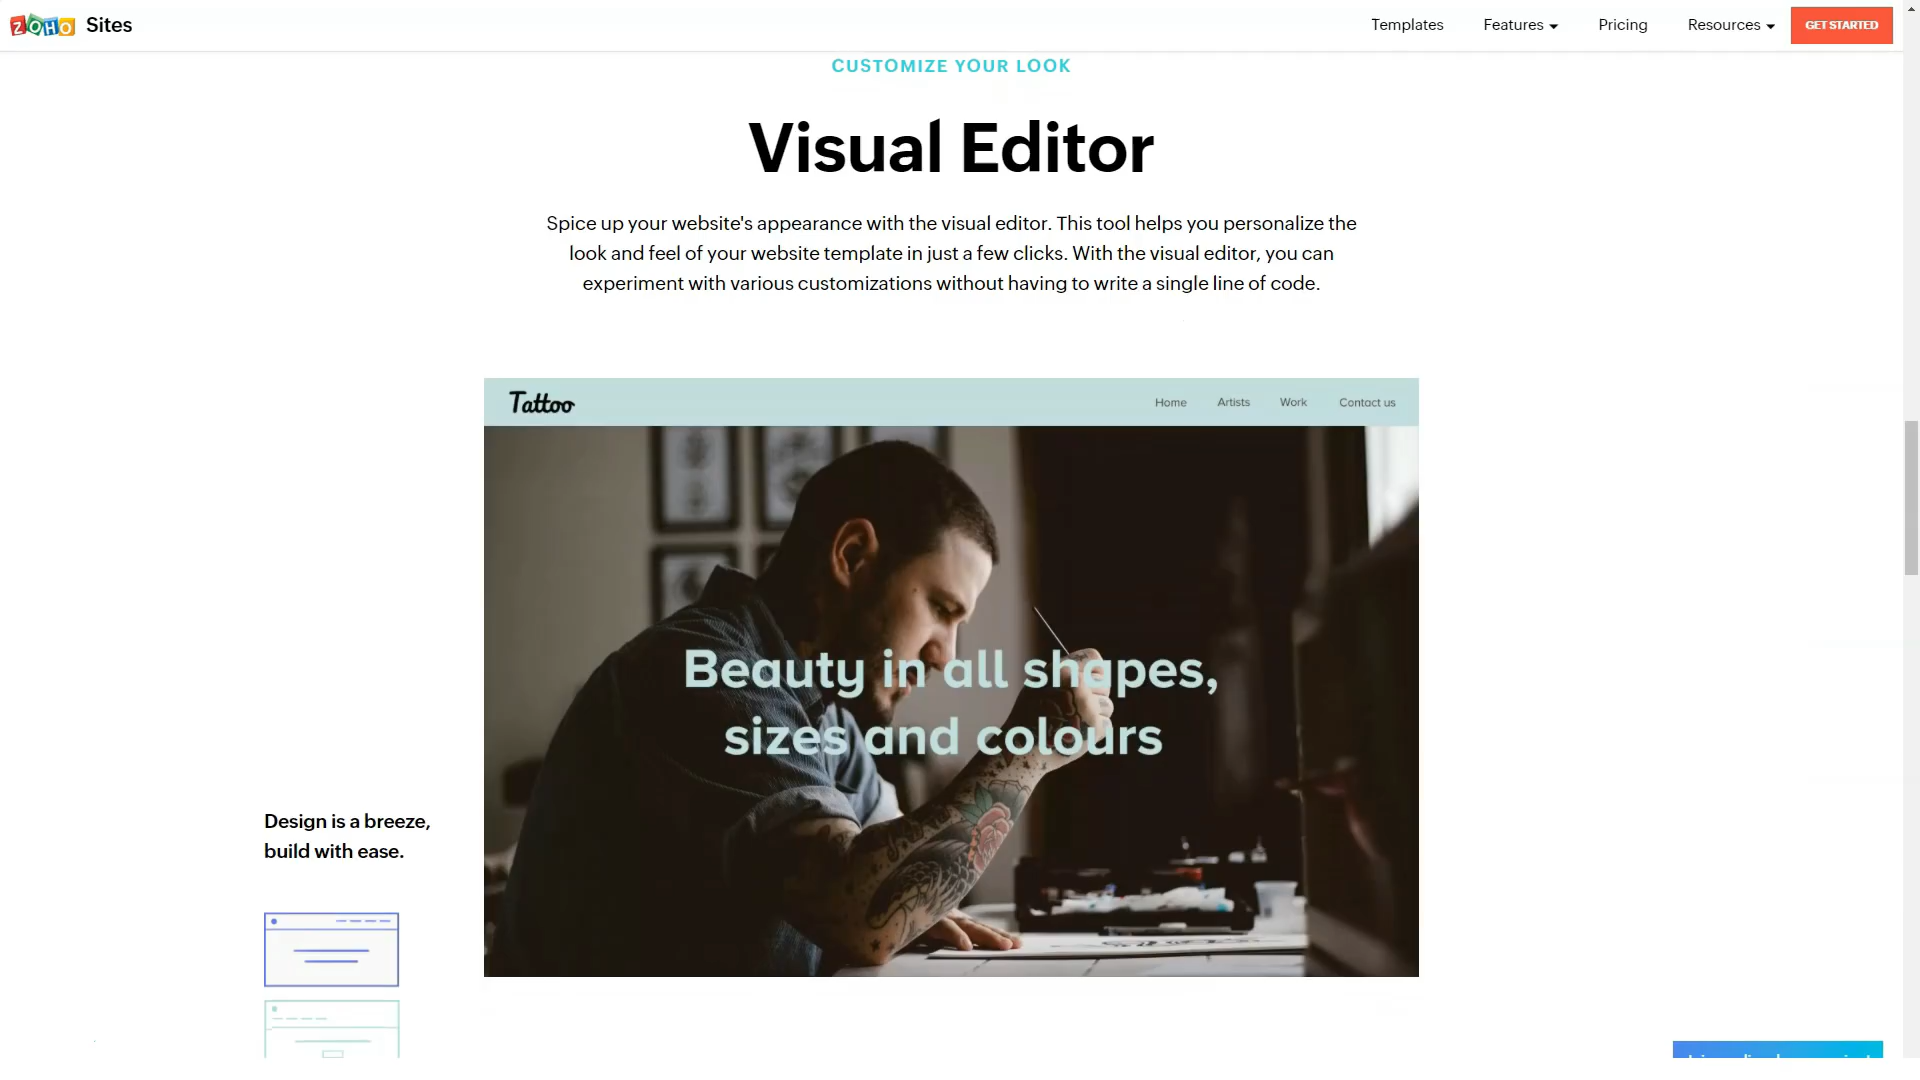 ZOHO Sites
Templates
Features
Pricing
Resources
GET STARTED
CUSTOMIZE YOUR LOOK
Visual Editor
Spice up your website's appearance with the visual editor. This tool helps you personalize the
look and feel of your website template in just a few clicks. With the visual editor, you can
experiment with various customizations without having to write a single line of code.
Tattoo
Home
Artists
Work
Contact us
Beauty in all shapes,
sizes and colours
Design is a breeze,
build with ease.